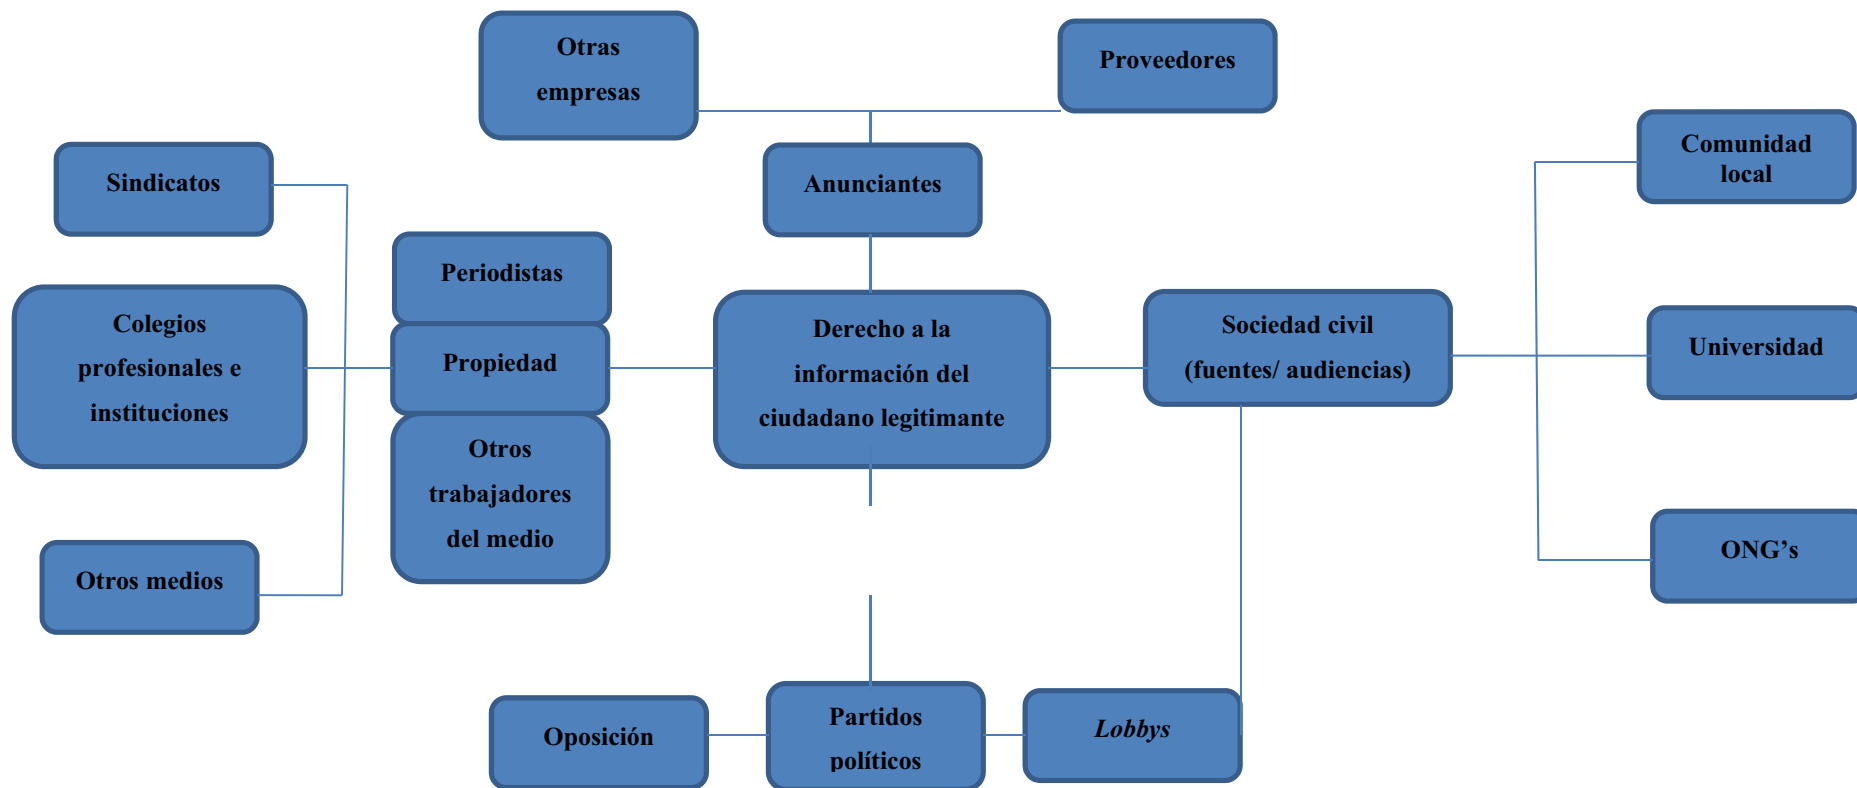 Otras
empresas
Proveedores
Anunciantes
Comunidad
local
Sindicatos
Periodistas
Colegios
profesionales e
instituciones
Propiedad
Derecho a la
información del
ciudadano legitimante
Sociedad civil
(fuentes/ audiencias)
Universidad
Otros
trabajadores
del medio
Otros medios
ONG’s
Oposición
Partidos
políticos
Lobbys